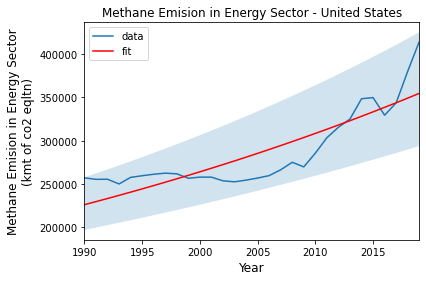 Methane Emision in Energy Sector - United States
data
fit
Methane Emision in Energy Sector
(kmt of co2 eqltn)
400000
350000
300000
250000
200000
1990
1995
2000
2005
2010
2015
Year